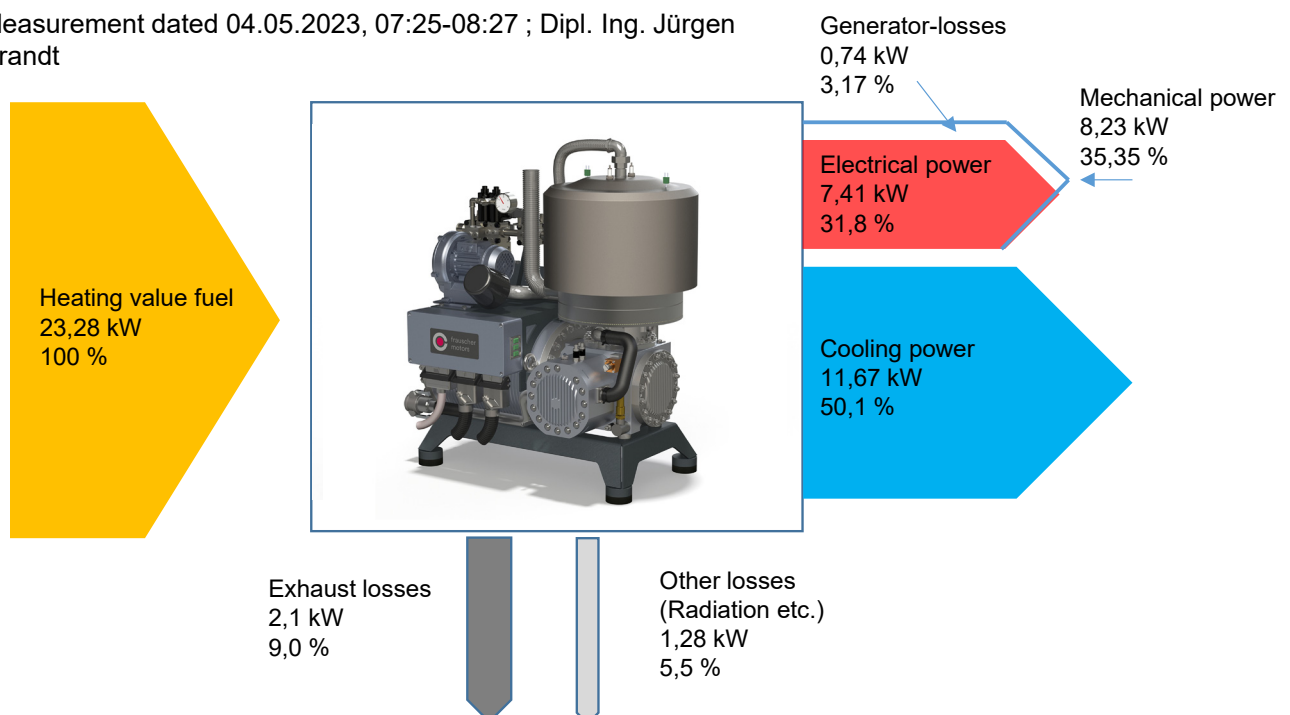 easurement dated 04.05.2023, 07:25-08:27 ; Dipl. Ing. Jürgen
randt
Generator-losses
0,74 kW
3,17 %
Mechanical power
8,23 kW
35,35 %
Electrical power
7,41 kW
31,8 %
Heating value fuel
23,28 kW
100 %
Cooling power
11,67 kW
50,1 %
frauscher
motors
Exhaust losses
2,1 kW
9,0 %
Other losses
(Radiation etc.)
1,28 kW
5,5 %